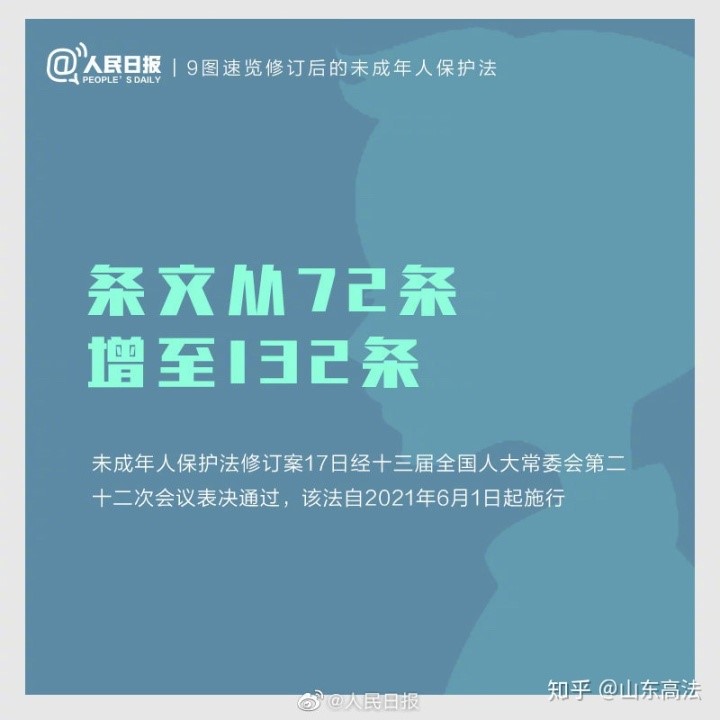 @人民日报 | 9图速览修订后的未成年人保护法
PEOPLE'S DAILY
条文从72条
增至132条
未成年人保护法修订案17日经十三届全国人大常委会第二
十二次会议表决通过，该法自2021年6月1日起施行
@人民日报
知乎 @山东高法